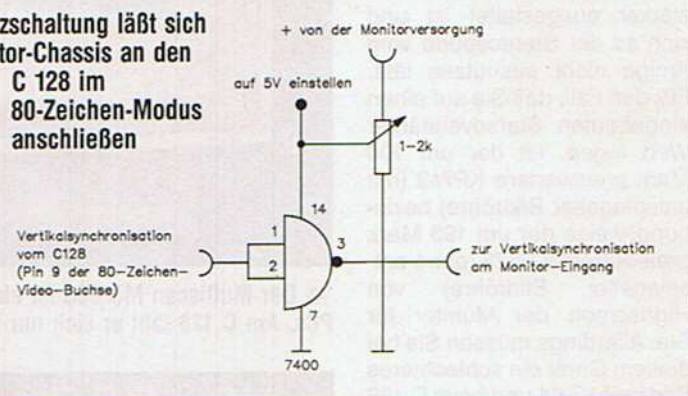 zschaltung läßt sich
tor-Chassis an den
C 128 im
80-Zeichen-Modus
anschließen
+ von der Monitorversorgung
auf 5V einstellen
1-2k
14
1
3
2
7
7400
Vertikalsynchronisation
vom C128
(Pin 9 der 80-Zeichen-
Video-Buchse)
zur Vertikalsynchronisation
am Monitor-Eingang